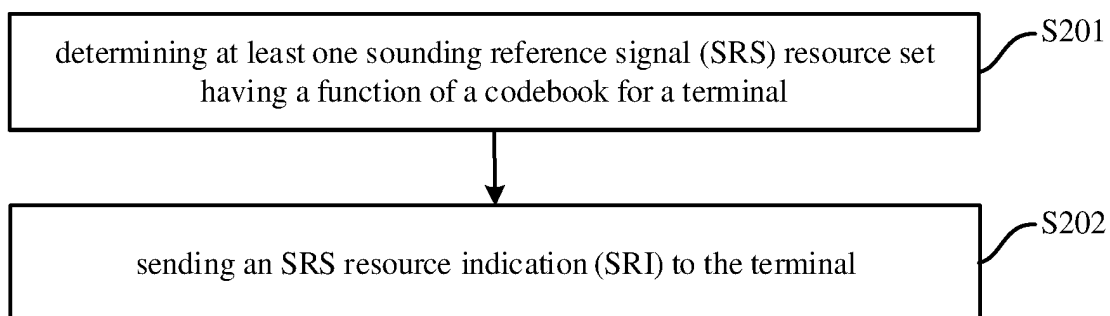 determining at least one sounding reference signal (SRS) resource set
having a function of a codebook for a terminal
S201
sending an SRS resource indication (SRI) to the terminal
S202